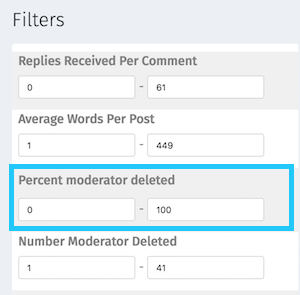 Filters
Replies Received Per Comment
0 - 61
Average Words Per Post
1 - 449
Percent moderator deleted
0 - 100
Number Moderator Deleted
1 - 41